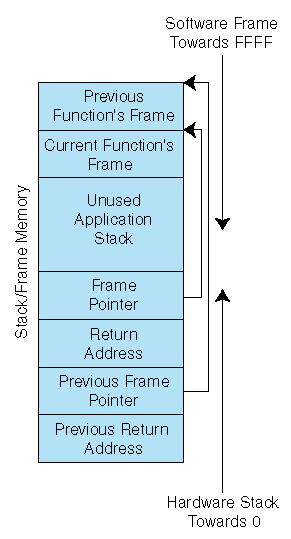 Software Frame
Towards FFFF
Previous
Function's Frame
Current Function's
Frame
Unused
Application
Stack
Stack/Frame Memory
Frame
Pointer
Return
Address
Previous Frame
Pointer
Previous Return
Address
Hardware Stack
Towards 0